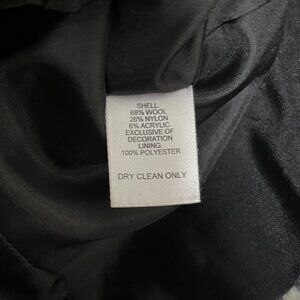 SHELL
68% WOOL
26% NYLON
6% ACRYLIC
EXCLUSIVE OF
DECORATION
LINING.
100% POLYESTER
DRY CLEAN ONLY